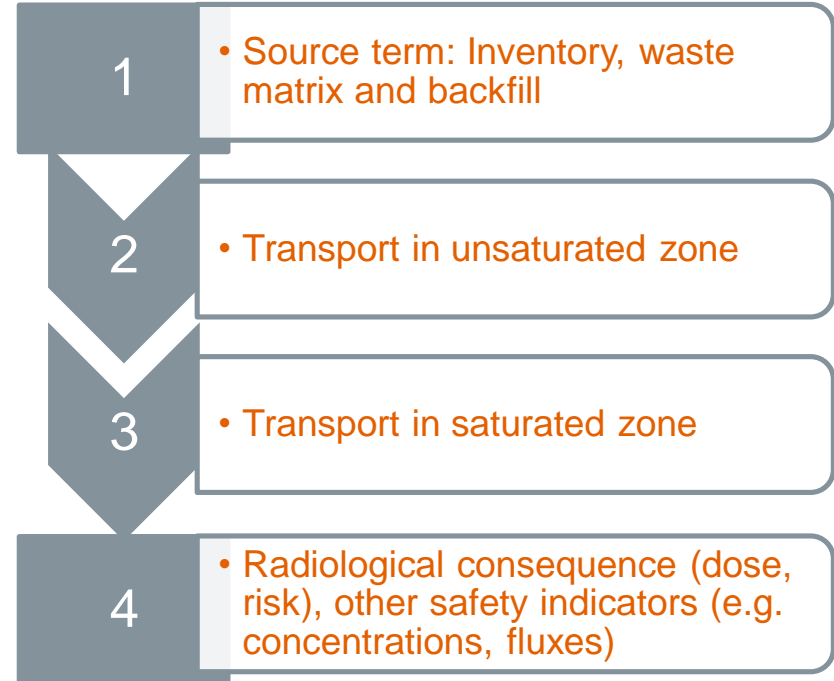 1
• Source term: Inventory, waste
matrix and backfill
2
• Transport in unsaturated zone
3
• Transport in saturated zone
4
• Radiological consequence (dose,
risk), other safety indicators (e.g.
concentrations, fluxes)